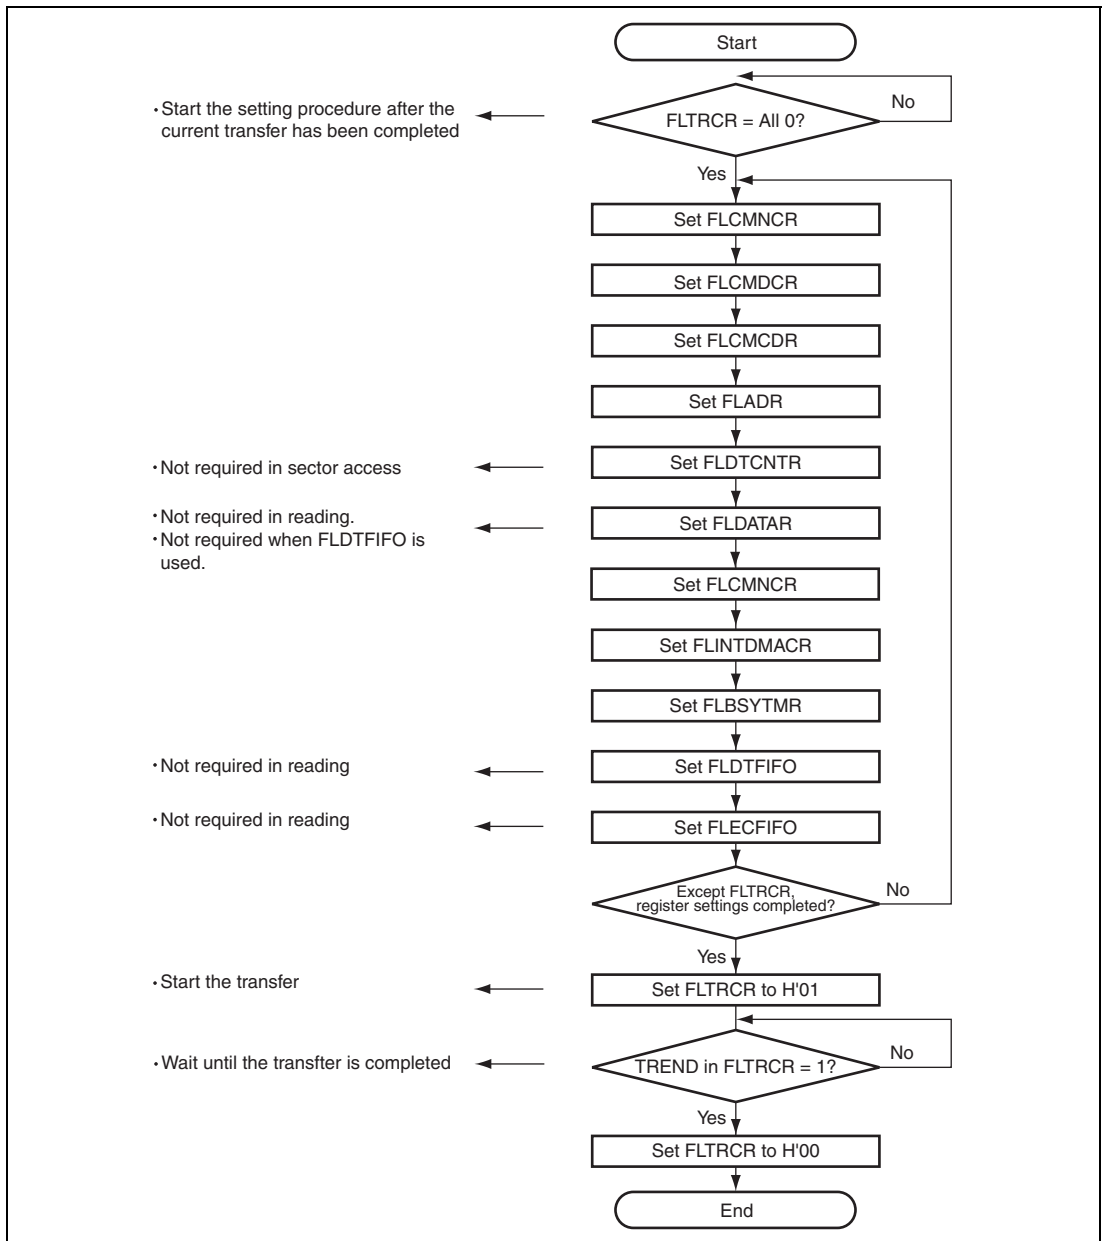 Start
No
· Start the setting procedure after the
current transfer has been completed
FLTRCR = All 0?
Yes
Set FLCMNCR
Set FLCMDCR
Set FLCMCDR
Set FLADR
· Not required in sector access
Set FLDTCNTR
· Not required in reading.
· Not required when FLDTFIFO is
used.
Set FLDATAR
Set FLCMNCR
Set FLINTDMACR
Set FLBSYTMR
· Not required in reading
Set FLDTFIFO
· Not required in reading
Set FLECFIFO
Except FLTRCR,
register settings completed?
No
Yes
· Start the transfer
Set FLTRCR to H'01
· Wait until the transfter is completed
TREND in FLTRCR = 1?
No
Yes
Set FLTRCR to H'00
End